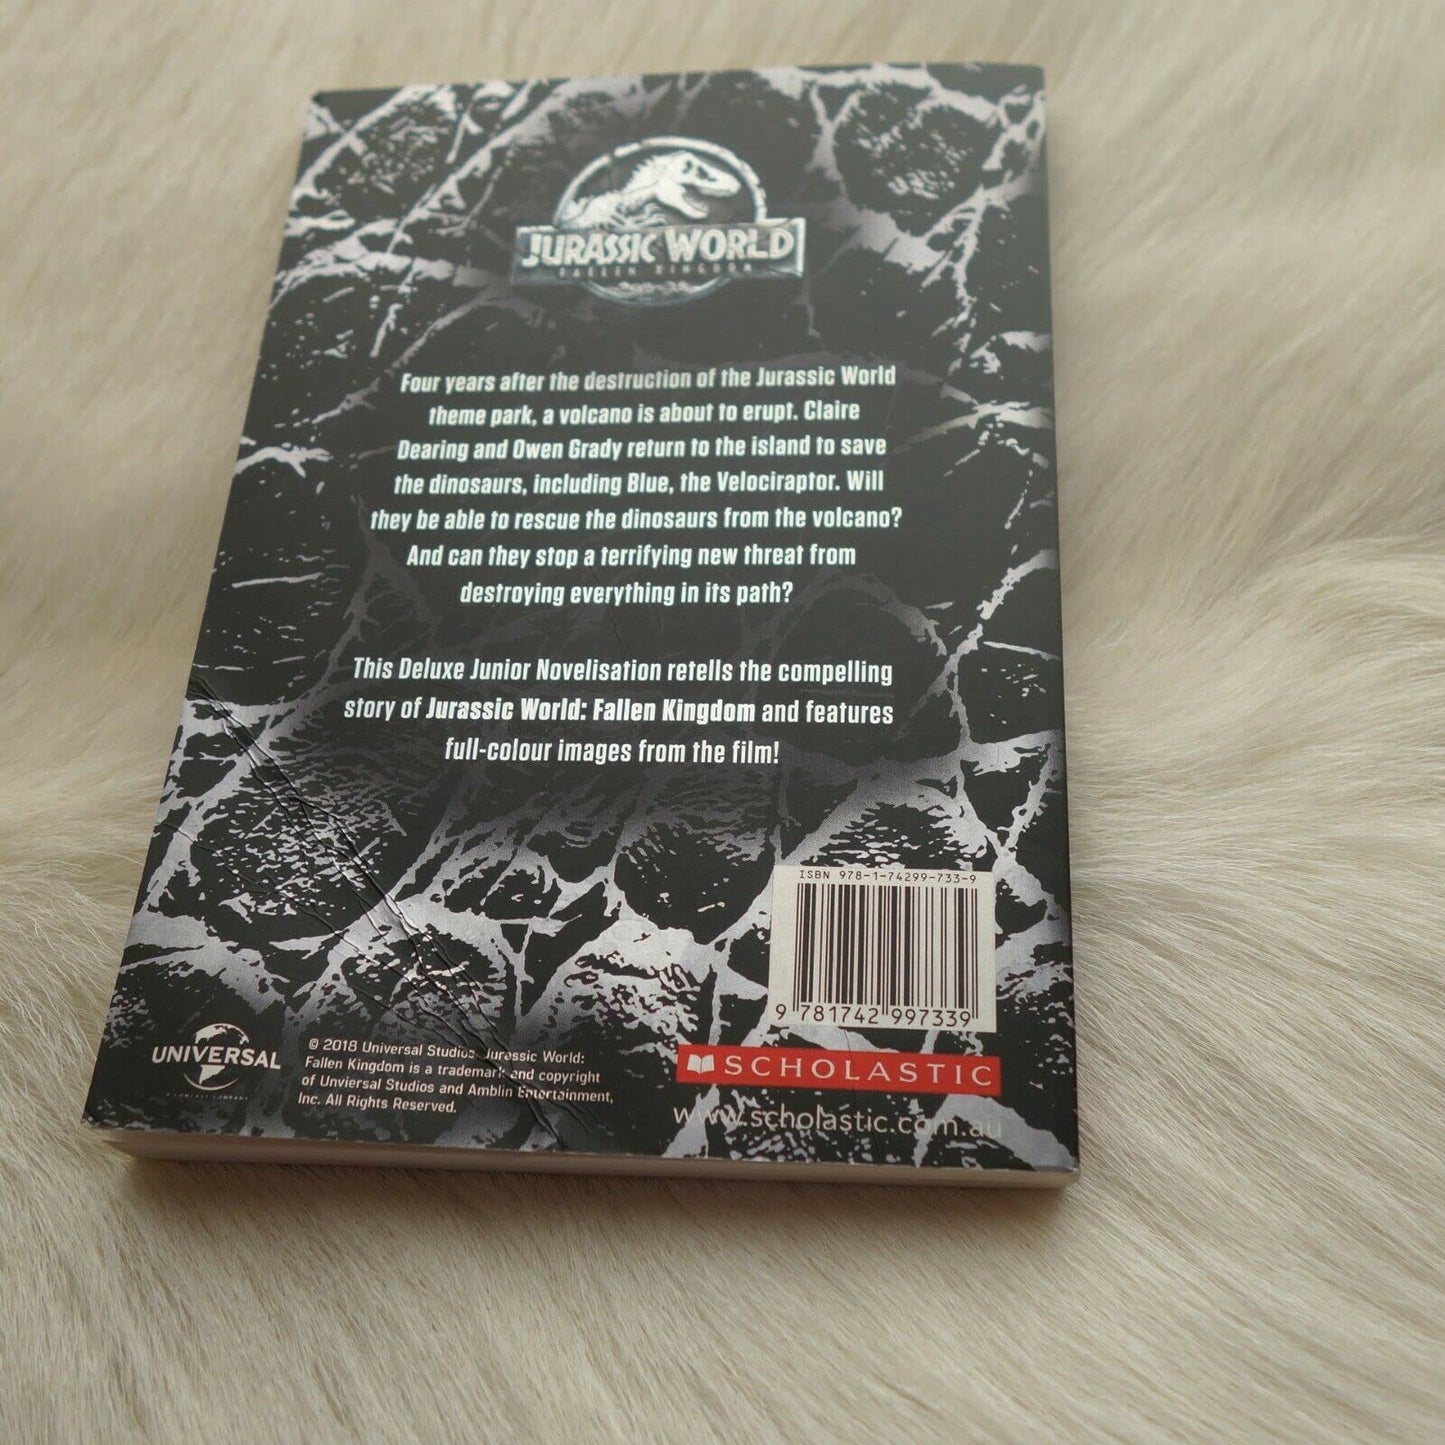 JURASSIC WORLD
FALLEN KINGDOM
Four years after the destruction of the Jurassic World
theme park, a volcano is about to erupt. Claire
Dearing and Owen Grady return to the island to save
the dinosaurs, including Blue, the Velociraptor. Will
they be able to rescue the dinosaurs from the volcano?
And can they stop a terrifying new threat from
destroying everything in its path?
This Deluxe Junior Novelisation retells the compelling
story of Jurassic World: Fallen Kingdom and features
full-colour images from the film!
ISBN 978-1-74299-733-9
9 781742 997339
UNIVERSAL
A COMCAST COMPANY
© 2018 Universal Studios. Jurassic World:
Fallen Kingdom is a trademark and copyright
of Unviersal Studios and Amblin Entertainment,
Inc. All Rights Reserved.
SCHOLASTIC
www.scholastic.com.au